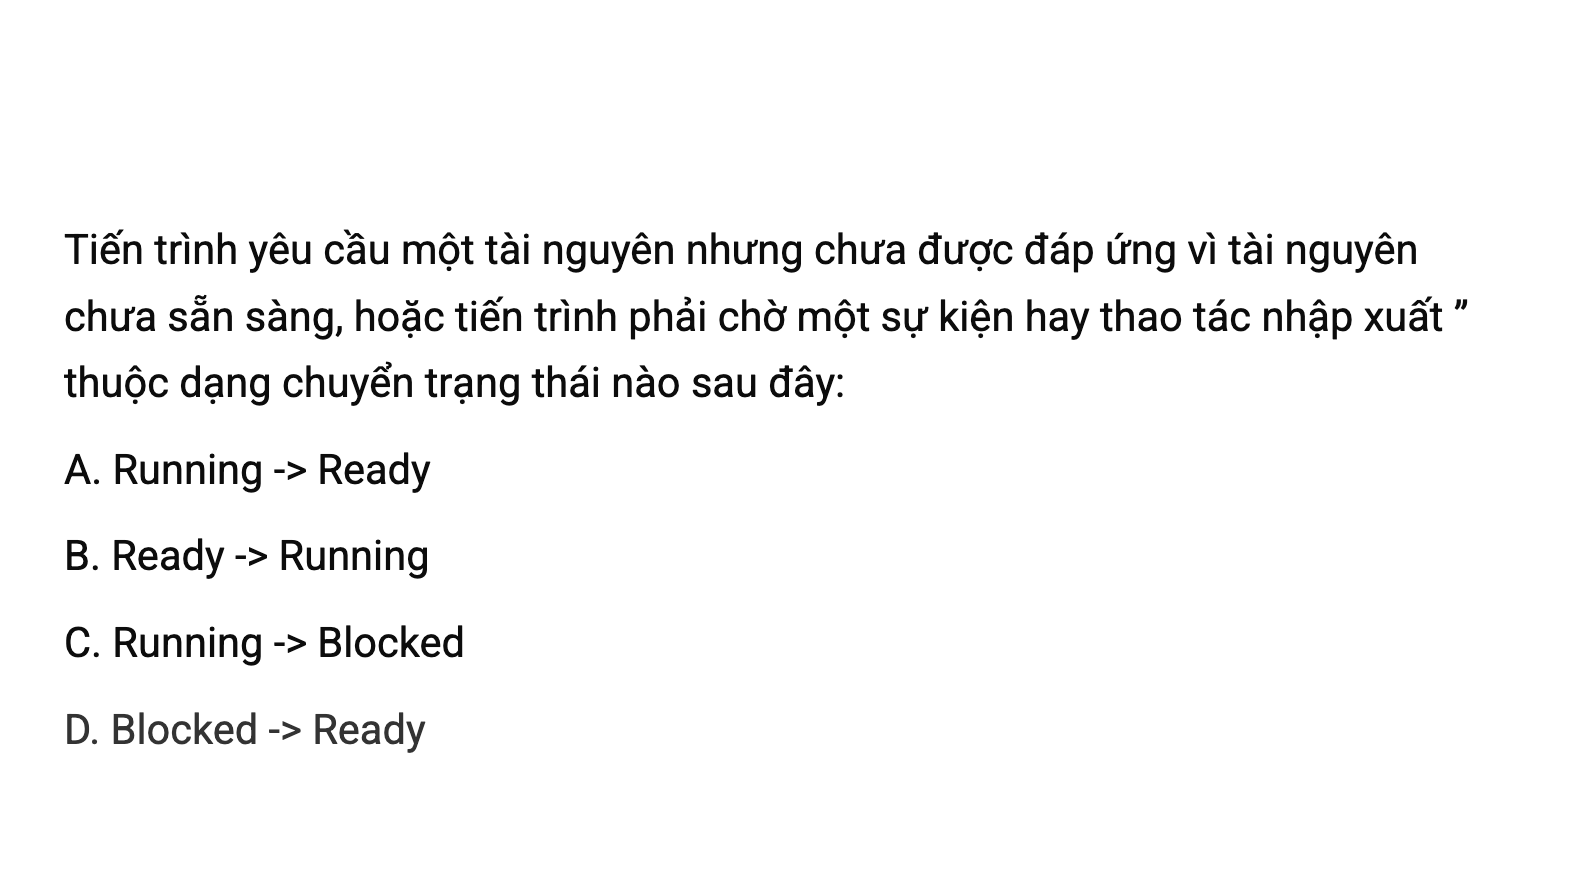 Tiến trình yêu cầu một tài nguyên nhưng chưa được đáp ứng vì tài nguyên
chưa sẵn sàng, hoặc tiến trình phải chờ một sự kiện hay thao tác nhập xuất ”
thuộc dạng chuyển trạng thái nào sau đây:
A. Running -> Ready
B. Ready -> Running
C. Running -> Blocked
D. Blocked -> Ready